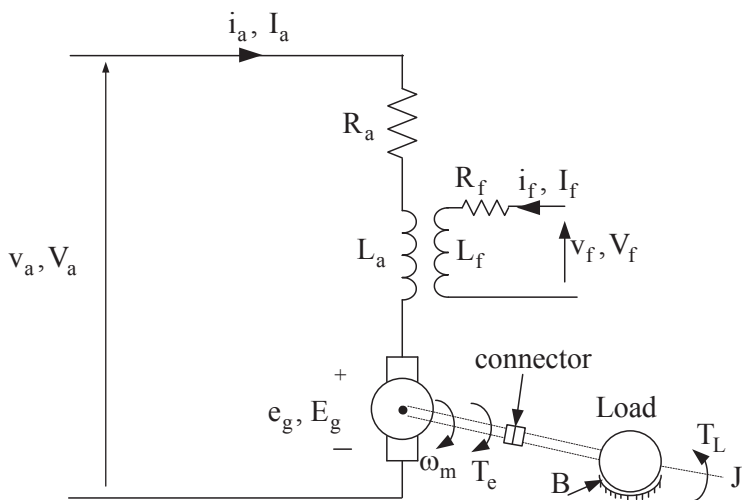 i_a, I_a
R_a
R_f
i_f, I_f
v_a, V_a
L_a
L_f
v_f, V_f
connector
+
e_g, E_g
−
Load
ω_m
T_e
B
T_L
J